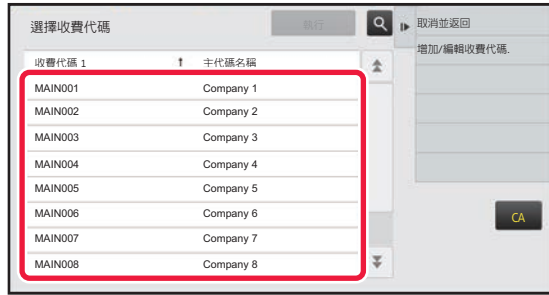 選擇收費代碼
執行
取消並返回
增加/編輯收費代碼.
收費代碼 1 主代碼名稱
MAIN001 Company 1
MAIN002 Company 2
MAIN003 Company 3
MAIN004 Company 4
MAIN005 Company 5
MAIN006 Company 6
MAIN007 Company 7
MAIN008 Company 8
CA